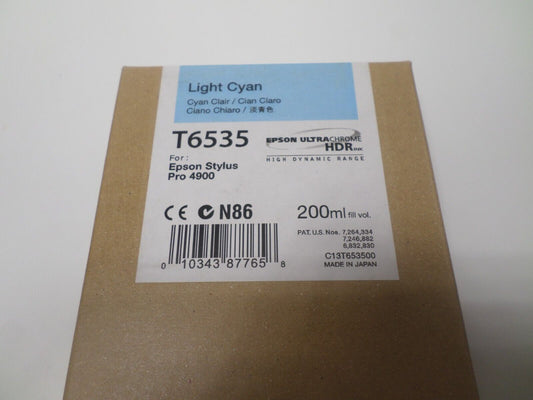 Light Cyan
Cyan Clair / Cian Claro
Ciano Chiaro / 淡青色
T6535
EPSON ULTRACHROME
HDR INK
HIGH DYNAMIC RANGE
For :
Epson Stylus
Pro 4900
CE N86
200ml fill vol.
PAT. U.S. Nos. 7,264,334
7,246,882
6,832,830
C13T653500
MADE IN JAPAN
0 10343 87765 8